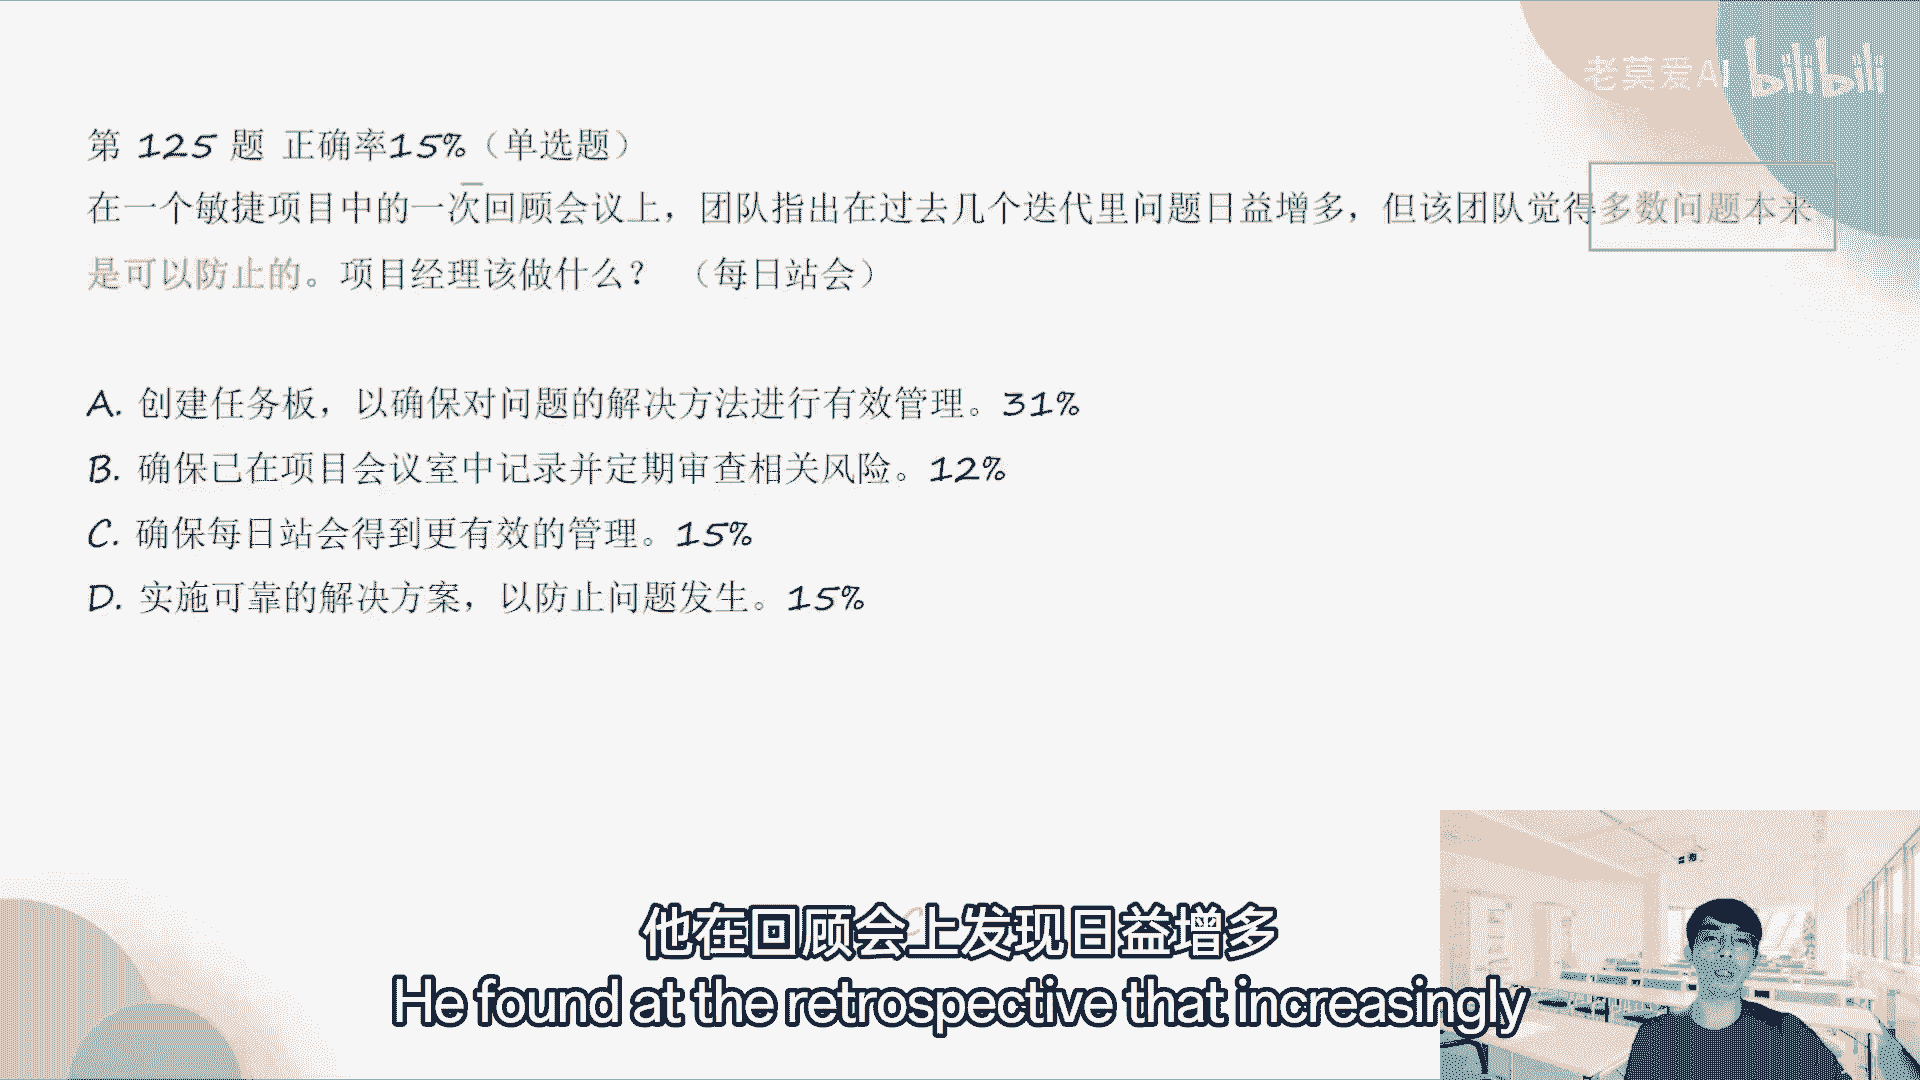 老莫爱AI bilibili
第 125 题 正确率15%（单选题）
在一个敏捷项目中的一次回顾会议上，团队指出在过去几个迭代里问题日益增多，但该团队觉得多数问题本来
是可以防止的。项目经理该做什么？ （每日站会）
A. 创建任务板，以确保对问题的解决方法进行有效管理。31%
B. 确保已在项目会议室中记录并定期审查相关风险。12%
C. 确保每日站会得到更有效的管理。15%
D. 实施可靠的解决方案，以防止问题发生。15%
他在回顾会上发现日益增多
He found at the retrospective that increasingly